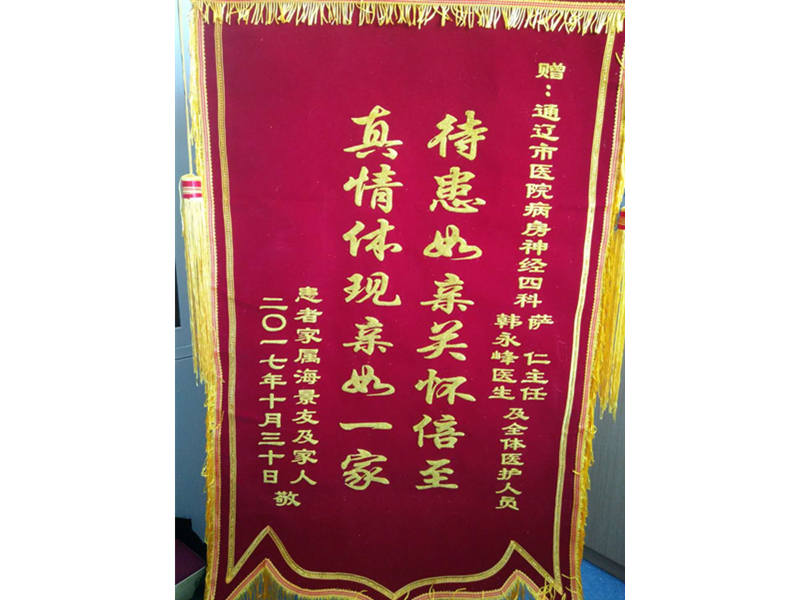 赠：通辽市医院病房神经四科
萨 仁主任
韩永峰医生
及全体医护人员
待患如亲关怀倍至
真情体现亲如一家
患者家属海景友及家人
敬
二〇一七年十月三十日